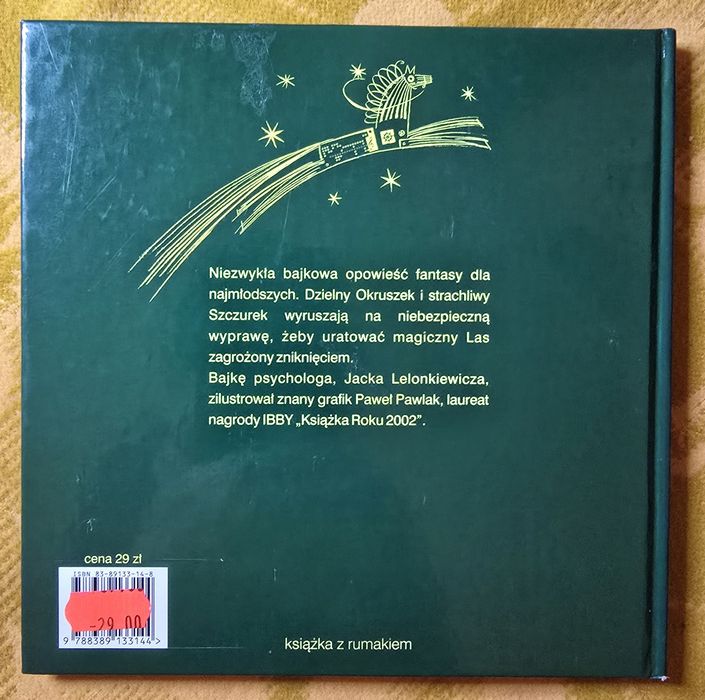 Niezwykła bajkowa opowieść fantasy dla
najmłodszych. Dzielny Okruszek i strachliwy
Szczurek wyruszają na niebezpieczną
wyprawę, żeby uratować magiczny Las
zagrożony zniknięciem.
Bajkę psychologa, Jacka Lelonkiewicza,
zilustrował znany grafik Paweł Pawlak, laureat
nagrody IBBY „Książka Roku 2002”.
cena 29 zł
ISBN 83-89133-14-8
-29.00
9 788389 133144 >
książka z rumakiem